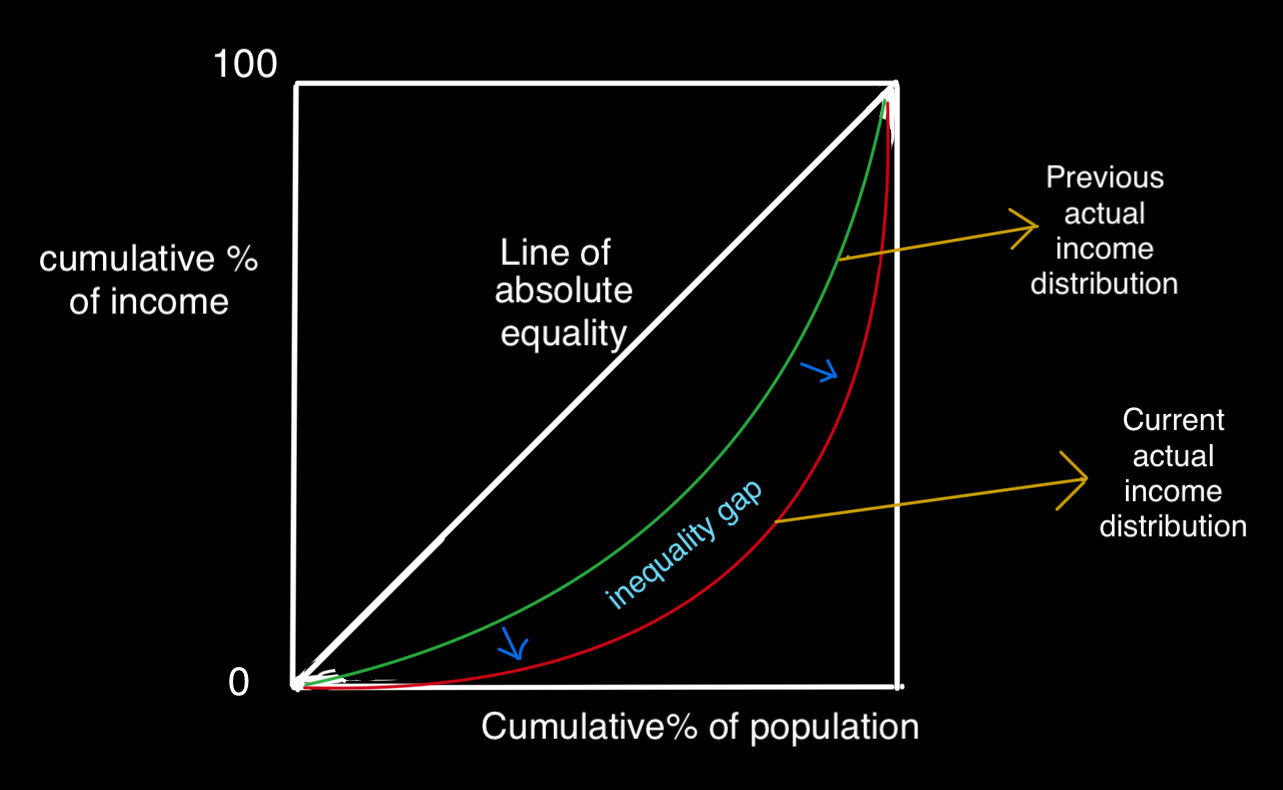 100
cumulative %
of income
Line of
absolute
equality
Previous
actual
income
distribution
Current
actual
income
distribution
inequality gap
0
Cumulative% of population